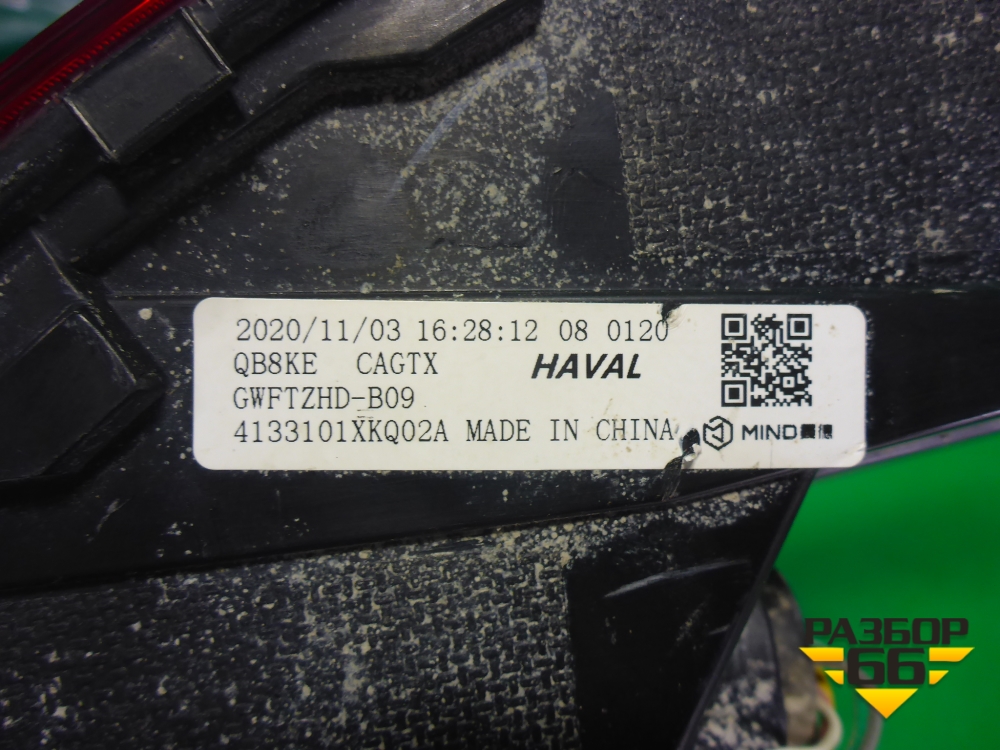 2020/11/03 16:28:12 08 0120
QB8KE CAGTX HAVAL
GWFTZHD-B09
4133101XKQ02A MADE IN CHINA MIND
РАЗБОР
66